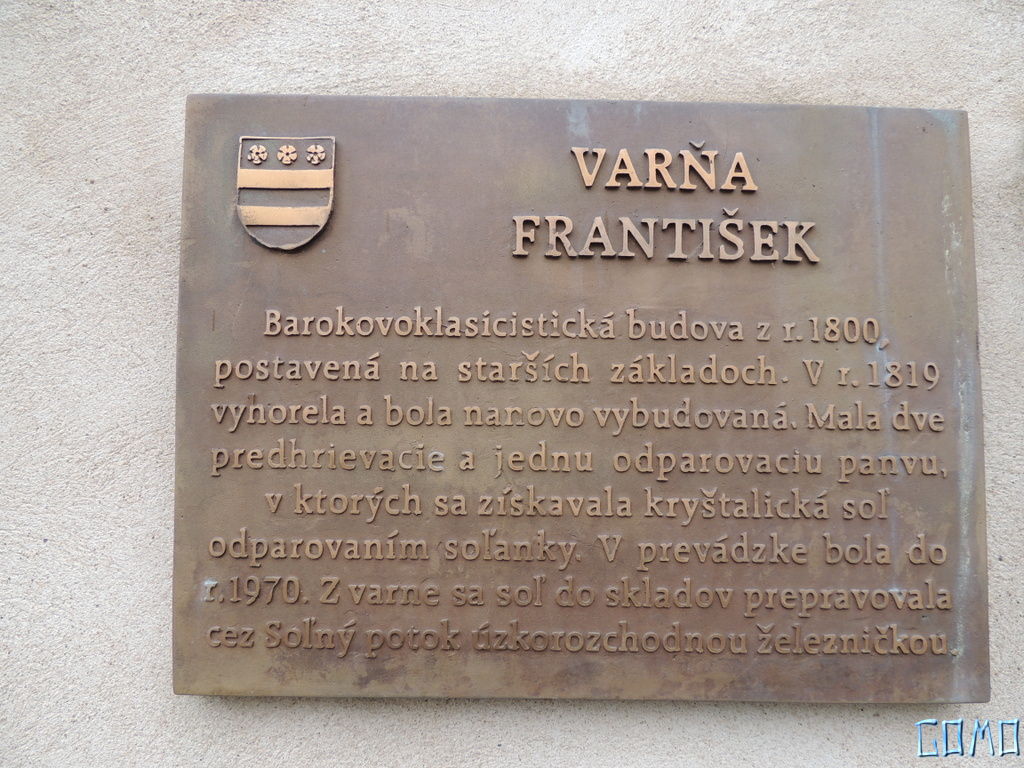 VARŇA
FRANTIŠEK
Barokovoklasicistická budova z r. 1800,
postavená na starších základoch. V r. 1819
vyhorela a bola nanovo vybudovaná. Mala dve
predhrievacie a jednu odparovaciu panvu,
v ktorých sa získavala kryštalická soľ
odparovaním soľanky. V prevádzke bola do
r. 1970. Z varne sa soľ do skladov prepravovala
cez Soľný potok úzkorozchodnou železničkou.
GOMO